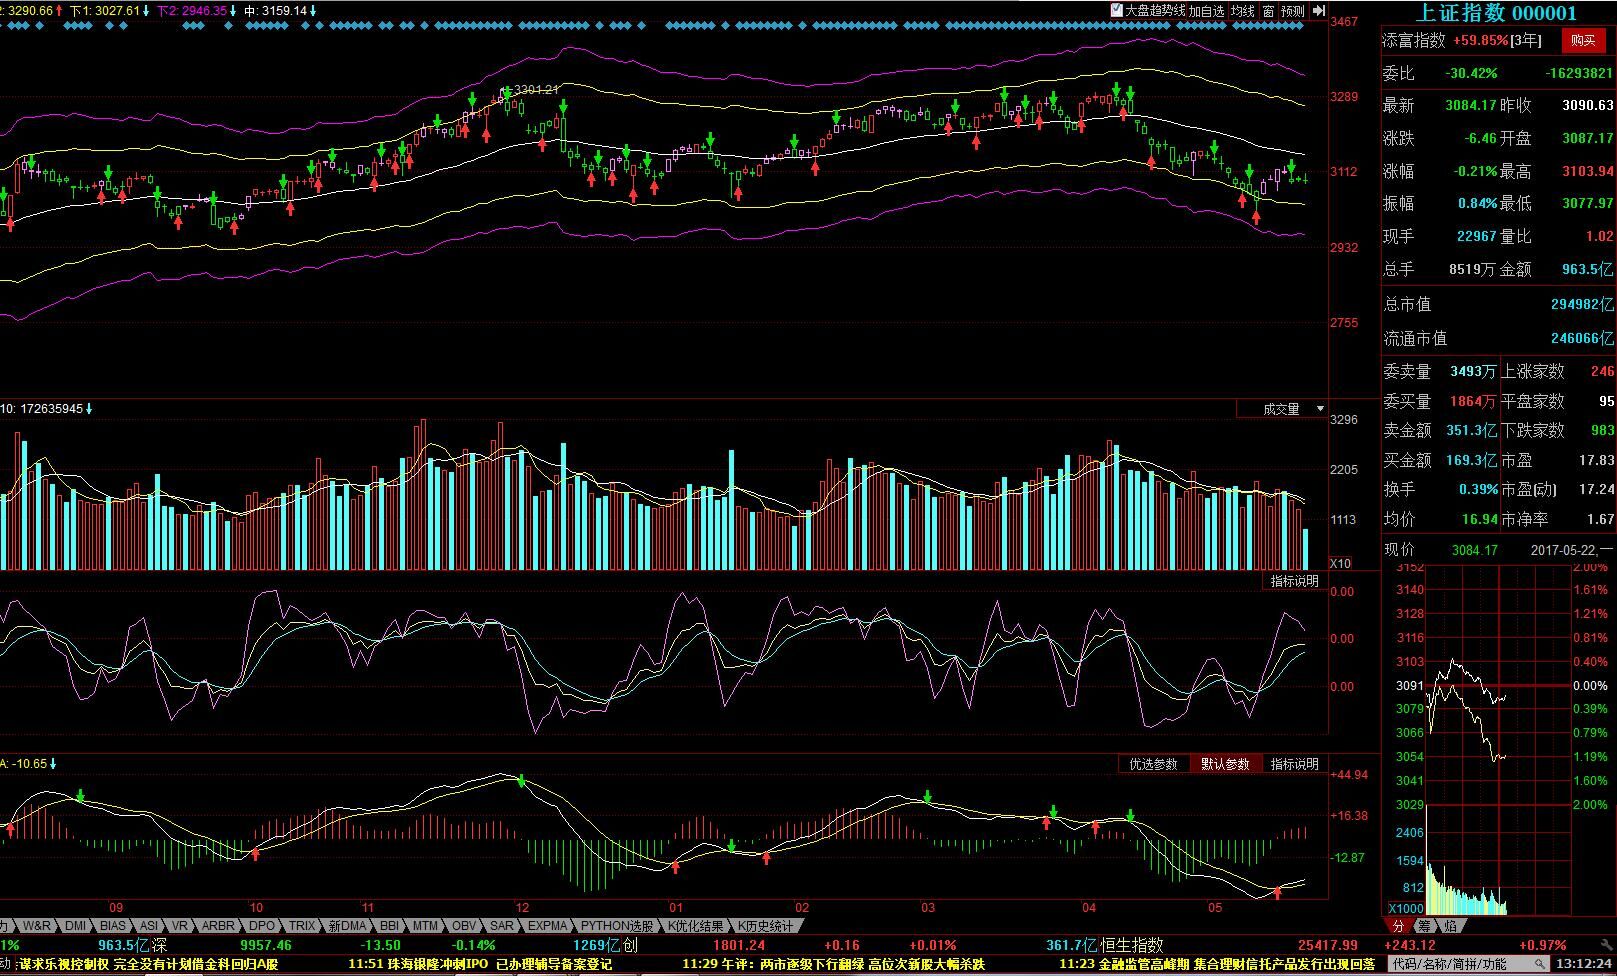 2: 3290.66↑ 下1: 3027.61↓ 下2: 2946.35↓ 中: 3159.14↓
大盘趋势线 加自选 均线 窗 预测
3467
3301.21
3289
3112
2932
2755
10: 172635945↓
成交量
3296
2205
1113
X10
指标说明
0.00
0.00
0.00
A: -10.65↓
优选参数 默认参数 指标说明
+44.94
+16.38
-12.87
09 10 11 12 01 02 03 04 05
力 W&R DMI BIAS ASI VR ARBR DPO TRIX 新DMA BBI MTM OBV SAR EXPMA PYTHON选股 K优化结果 K历史统计
上证指数 000001
添富指数 +59.85%[3年] 购买
委比 -30.42% -16293821
最新 3084.17 昨收 3090.63
涨跌 -6.46 开盘 3087.17
涨幅 -0.21% 最高 3103.94
振幅 0.84% 最低 3077.97
现手 22967 量比 1.02
总手 8519万 金额 963.5亿
总市值 294982亿
流通市值 246066亿
委卖量 3493万 上涨家数 246
委买量 1864万 平盘家数 95
卖金额 351.3亿 下跌家数 983
买金额 169.3亿 市盈 17.83
换手 0.39% 市盈(动) 17.24
均价 16.94 市净率 1.67
现价 3084.17 2017-05-22,一
3152 2.00%
3140 1.61%
3128 1.21%
3116 0.81%
3103 0.40%
3091 0.00%
3079 0.39%
3066 0.79%
3054 1.19%
3041 1.60%
3029 2.00%
2406
1594
812
X1000
分 筹 焰
1% 963.5亿 深 9957.46 -13.50 -0.14% 1269亿 创 1801.24 +0.16 +0.01% 361.7亿 恒生指数 25417.99 +243.12 +0.97%
动:谋求乐视控制权 完全没有计划借金科回归A股 11:51 珠海银隆冲刺IPO 已办理辅导备案登记 11:29 午评：两市逐级下行翻绿 高位次新股大幅杀跌 11:23 金融监管高峰期 集合理财信托产品发行出现回落 代码/名称/简拼/功能 13:12:24